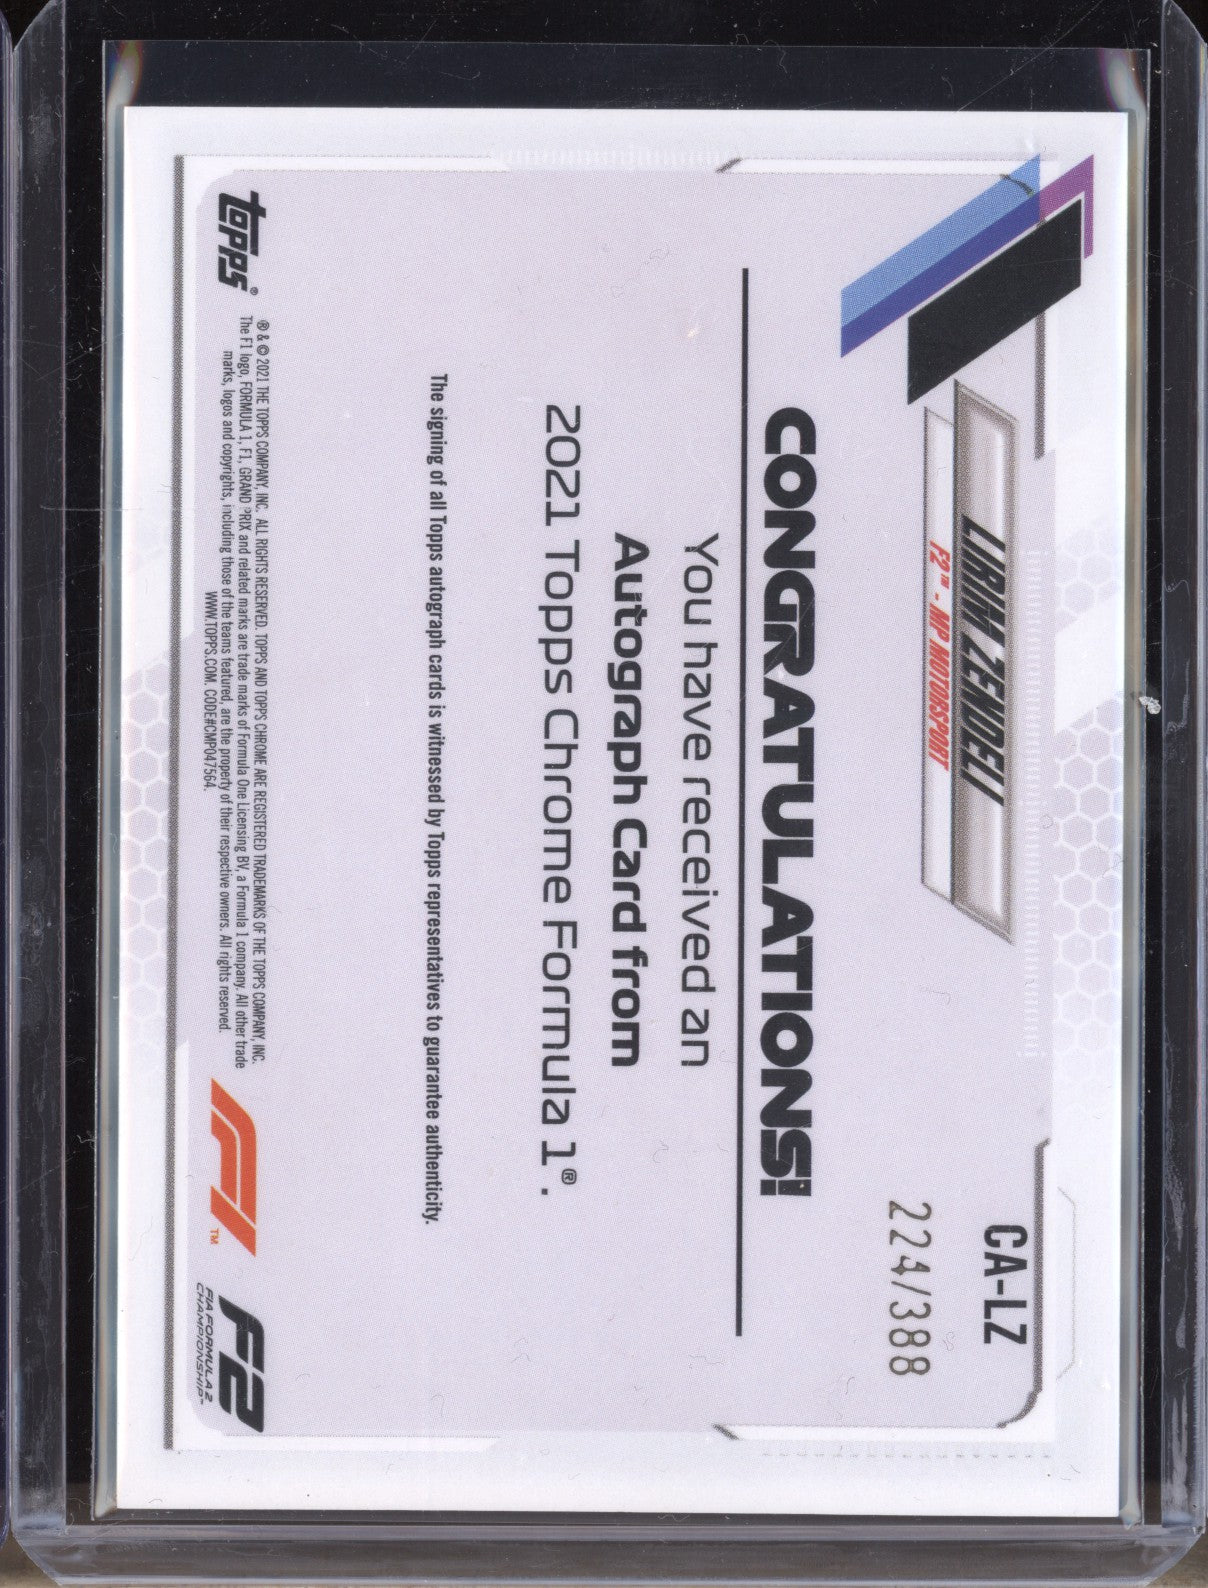 CA-LZ
224/388
LIRIM ZENDELI
F2™ - MP MOTORSPORT
CONGRATULATIONS!
You have received an
Autograph Card from
2021 Topps Chrome Formula 1®.
The signing of all Topps autograph cards is witnessed by Topps representatives to guarantee authenticity.
topps®
® & © 2021 THE TOPPS COMPANY, INC. ALL RIGHTS RESERVED. TOPPS AND TOPPS CHROME ARE REGISTERED TRADEMARKS OF THE TOPPS COMPANY, INC.
The F1 logo, FORMULA 1, F1, GRAND PRIX and related marks are trade marks of Formula One Licensing BV, a Formula 1 company. All other trade
marks, logos and copyrights, including those of the teams featured, are the property of their respective owners. All rights reserved.
WWW.TOPPS.COM. CODE#CMP047564.
F1™
F2
FIA FORMULA 2
CHAMPIONSHIP™